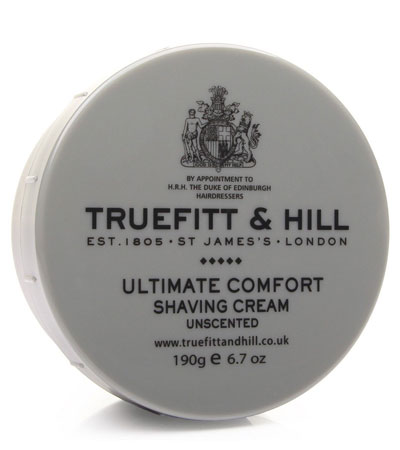 BY APPOINTMENT TO
H.R.H. THE DUKE OF EDINBURGH
HAIRDRESSERS
TRUEFITT & HILL
EST. 1805 · ST JAMES'S · LONDON
ULTIMATE COMFORT
SHAVING CREAM
UNSCENTED
www.truefittandhill.co.uk
190g e 6.7 oz